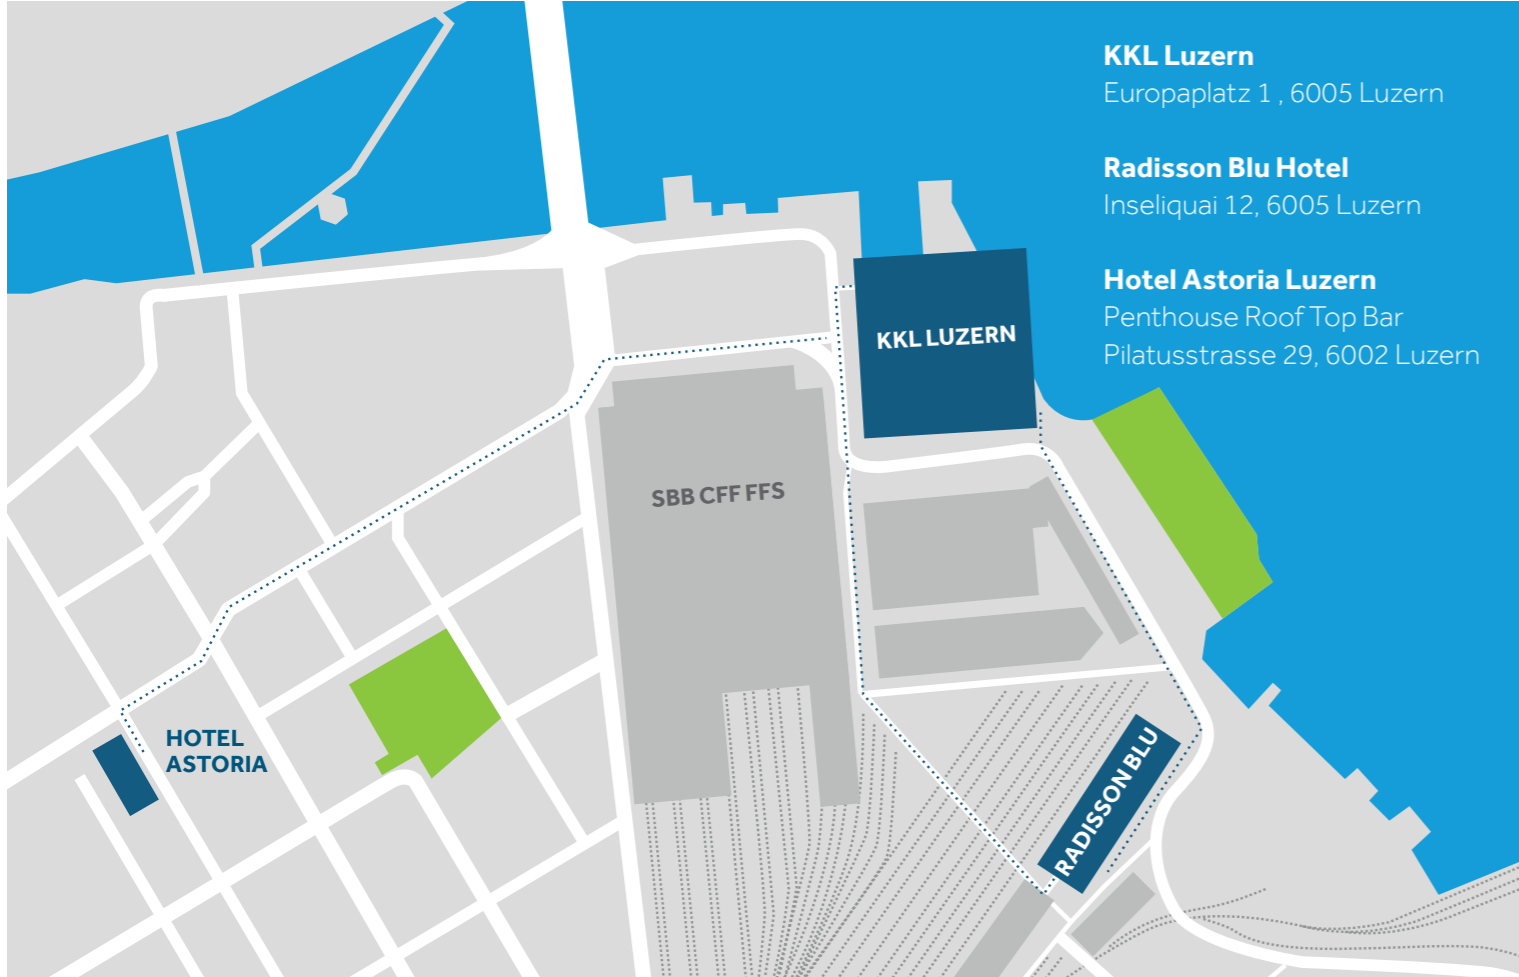 KKL Luzern
Europaplatz 1 , 6005 Luzern
Radisson Blu Hotel
Inseliquai 12, 6005 Luzern
Hotel Astoria Luzern
Penthouse Roof Top Bar
Pilatusstrasse 29, 6002 Luzern
KKL LUZERN
SBB CFF FFS
HOTEL
ASTORIA
RADISSON BLU